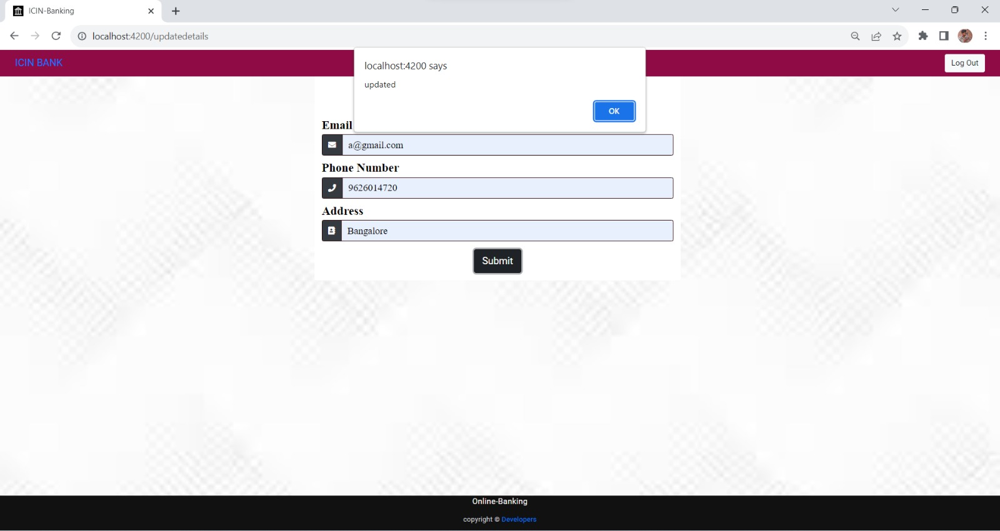 ICIN-Banking
localhost:4200/updatedetails
ICIN BANK
Log Out
localhost:4200 says
updated
OK
Email
a@gmail.com
Phone Number
9626014720
Address
Bangalore
Submit
Online-Banking
copyright © Developers